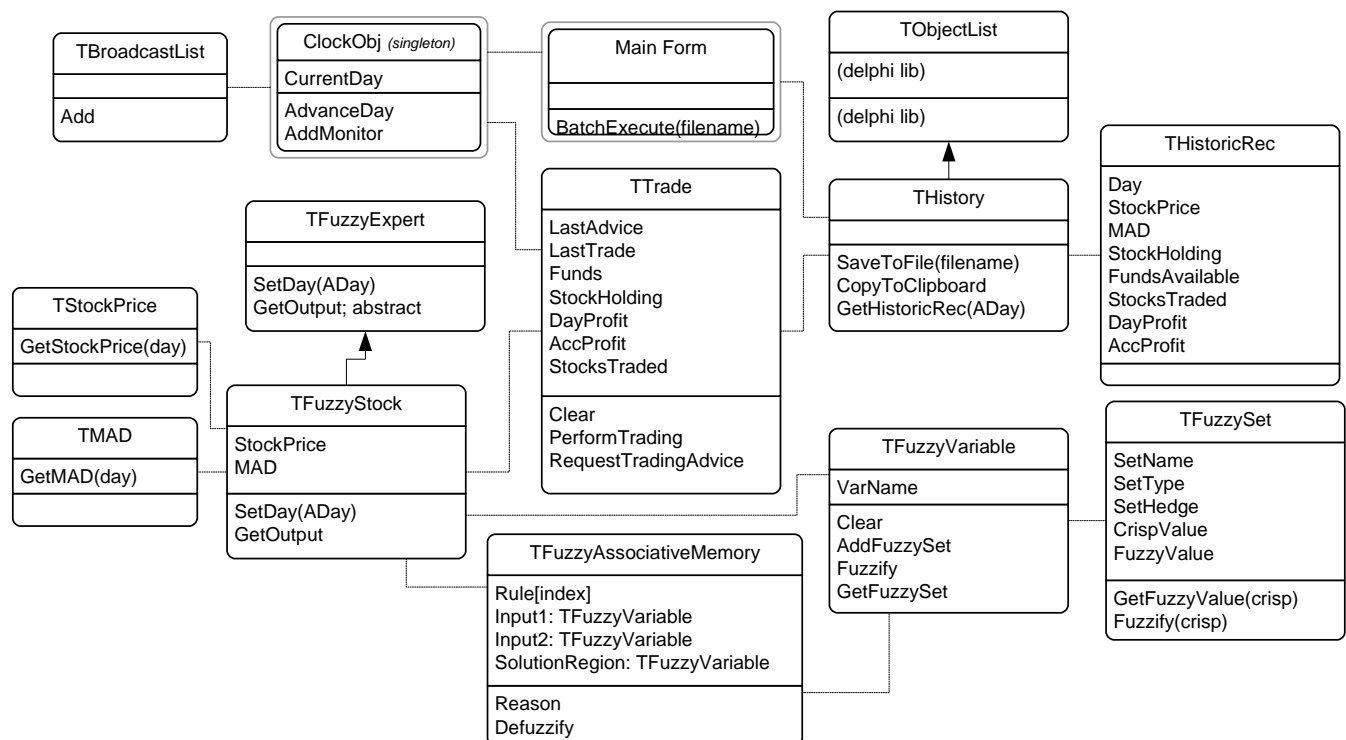 TBroadcastList
Add
ClockObj (singleton)
CurrentDay
AdvanceDay
AddMonitor
Main Form
BatchExecute(filename)
TObjectList
(delphi lib)
(delphi lib)
THistoricRec
Day
StockPrice
MAD
StockHolding
FundsAvailable
StocksTraded
DayProfit
AccProfit
TFuzzyExpert
SetDay(ADay)
GetOutput; abstract
TTrade
LastAdvice
LastTrade
Funds
StockHolding
DayProfit
AccProfit
StocksTraded
Clear
PerformTrading
RequestTradingAdvice
THistory
SaveToFile(filename)
CopyToClipboard
GetHistoricRec(ADay)
TStockPrice
GetStockPrice(day)
TMAD
GetMAD(day)
TFuzzyStock
StockPrice
MAD
SetDay(ADay)
GetOutput
TFuzzyAssociativeMemory
Rule[index]
Input1: TFuzzyVariable
Input2: TFuzzyVariable
SolutionRegion: TFuzzyVariable
Reason
Defuzzify
TFuzzyVariable
VarName
Clear
AddFuzzySet
Fuzzify
GetFuzzySet
TFuzzySet
SetName
SetType
SetHedge
CrispValue
FuzzyValue
GetFuzzyValue(crisp)
Fuzzify(crisp)